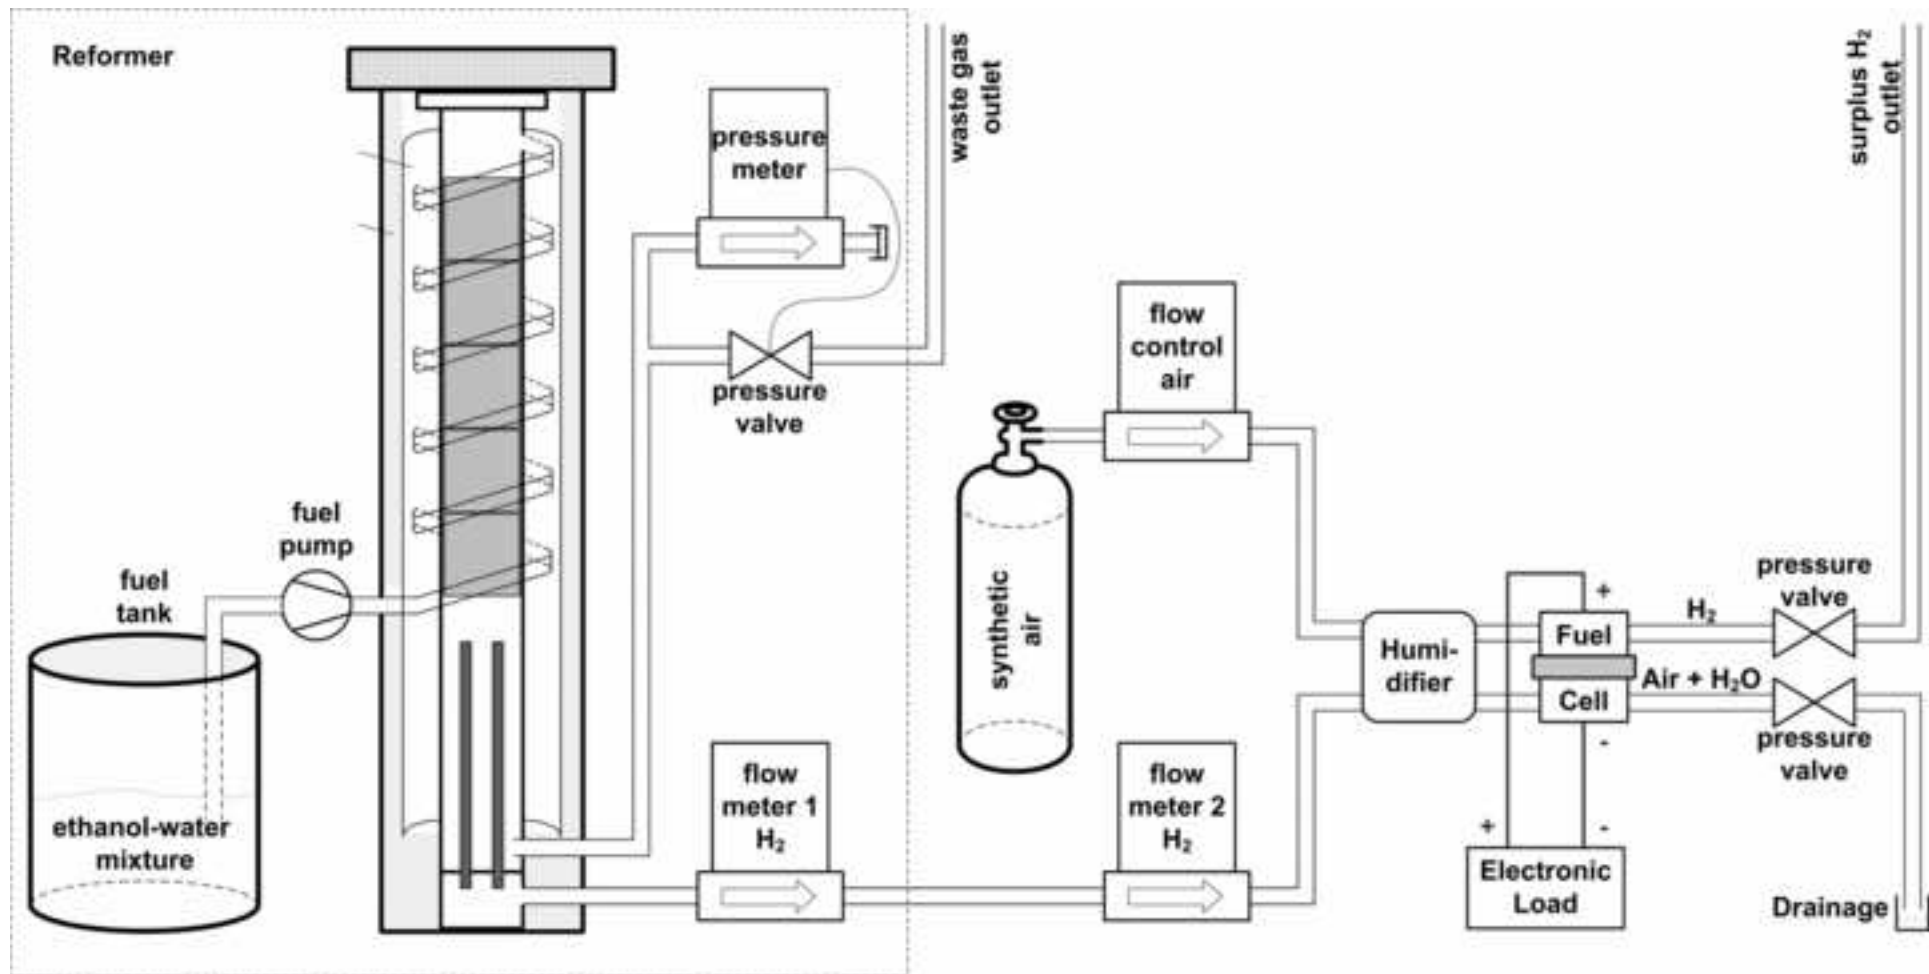 Reformer
pressure
meter
waste gas
outlet
surplus H₂
outlet
flow
control
air
pressure
valve
fuel
pump
fuel
tank
ethanol-water
mixture
synthetic
air
flow
meter 1
H₂
flow
meter 2
H₂
Humi-
difier
+
Fuel
Cell
-
H₂
Air + H₂O
pressure
valve
pressure
valve
+
-
Electronic
Load
Drainage